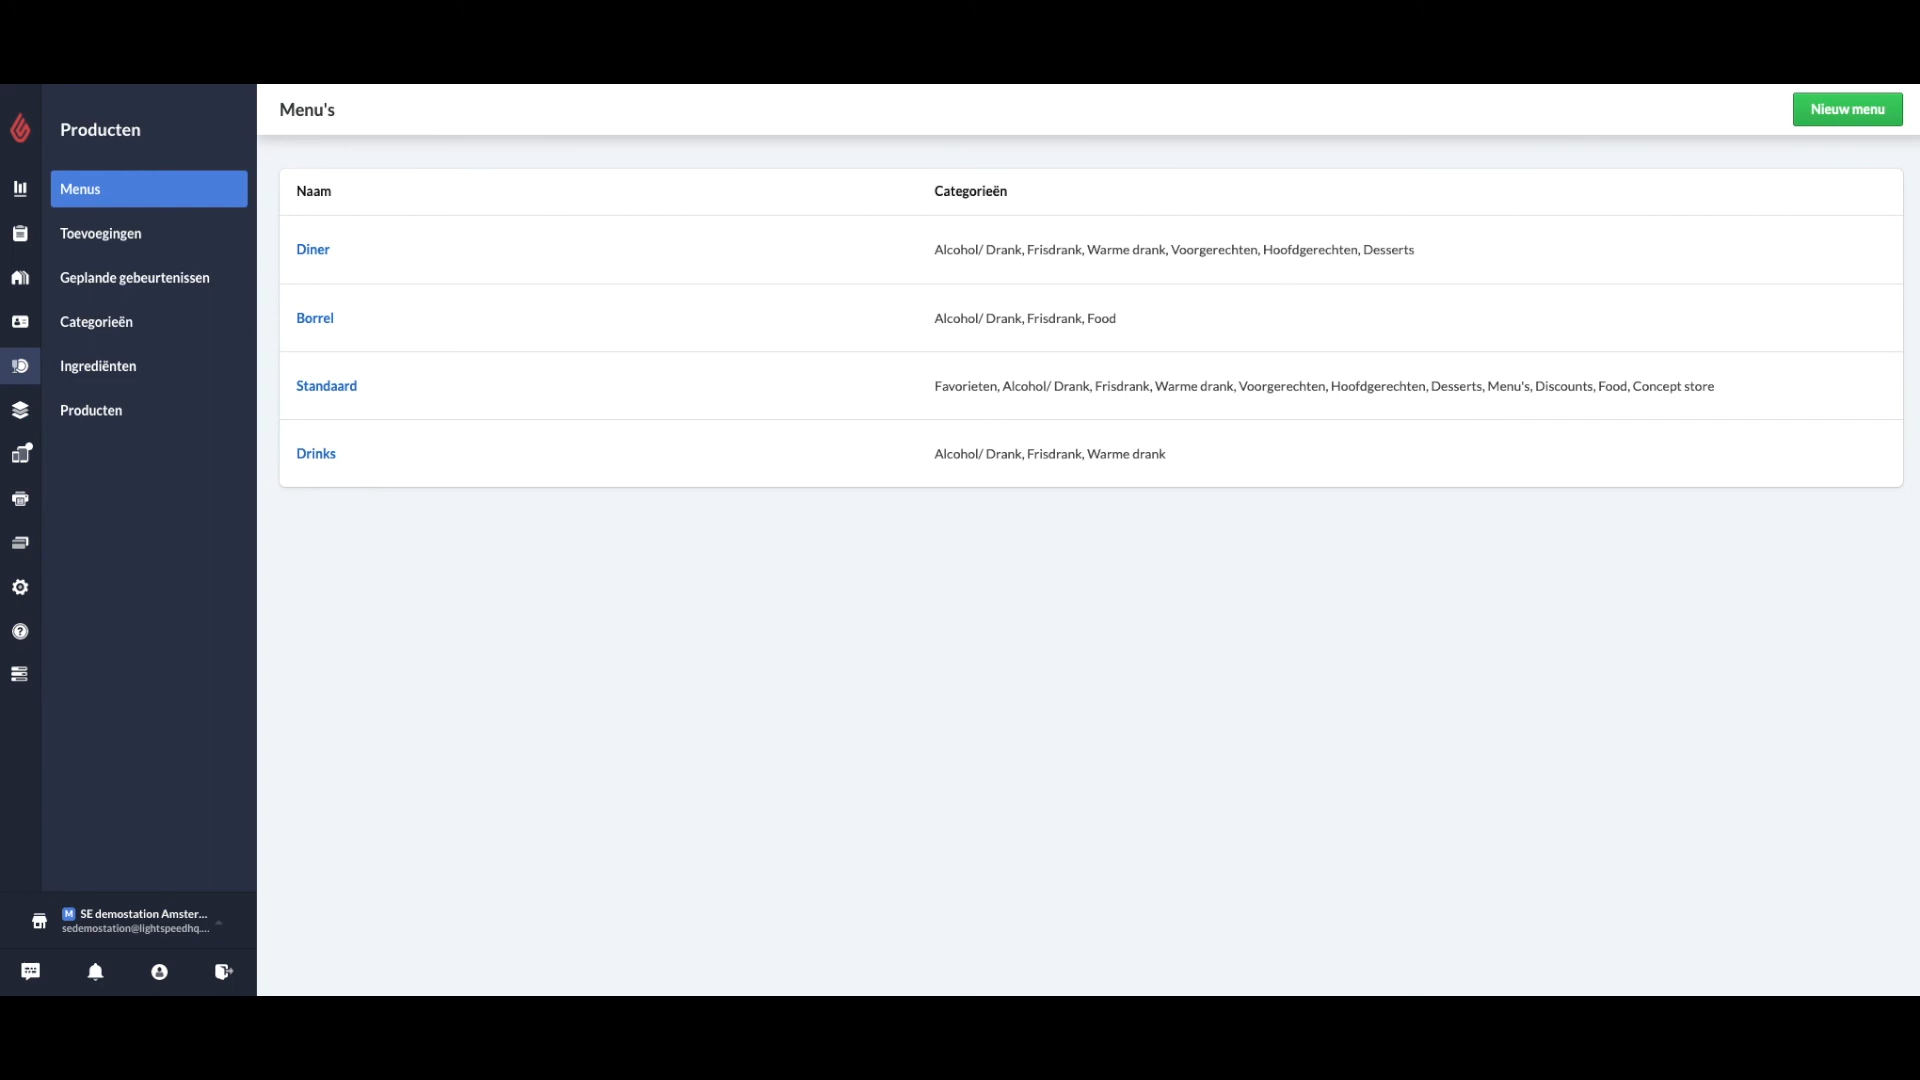 Producten
Menus
Toevoegingen
Geplande gebeurtenissen
Categorieën
Ingrediënten
Producten
M SE demostation Amster...
sedemostation@lightspeedhq....
Menu's
Nieuw menu
Naam Categorieën
Diner Alcohol/ Drank, Frisdrank, Warme drank, Voorgerechten, Hoofdgerechten, Desserts
Borrel Alcohol/ Drank, Frisdrank, Food
Standaard Favorieten, Alcohol/ Drank, Frisdrank, Warme drank, Voorgerechten, Hoofdgerechten, Desserts, Menu's, Discounts, Food, Concept store
Drinks Alcohol/ Drank, Frisdrank, Warme drank